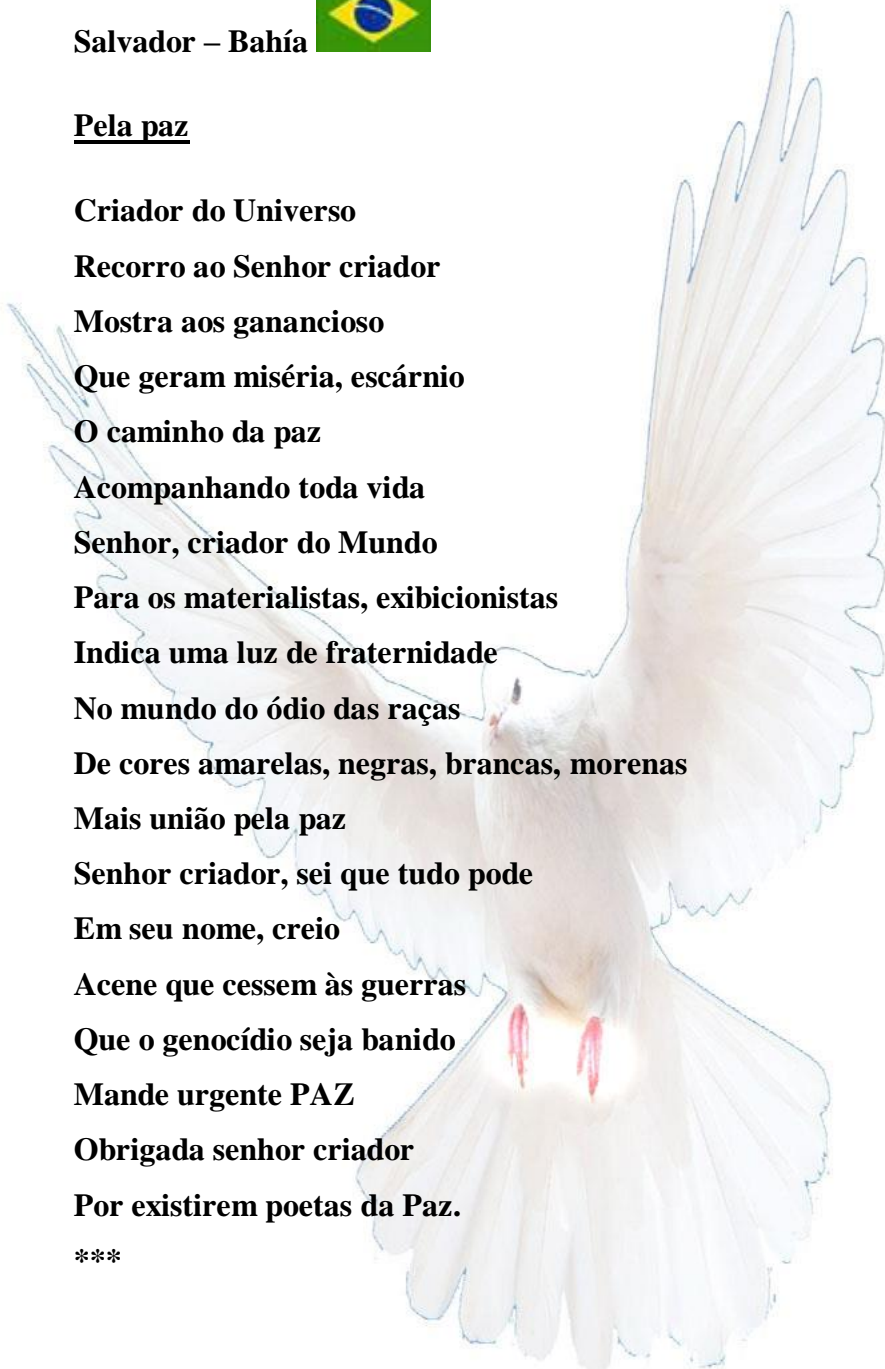 Salvador – Bahía
Pela paz
Criador do Universo
Recorro ao Senhor criador
Mostra aos ganancioso
Que geram miséria, escárnio
O caminho da paz
Acompanhando toda vida
Senhor, criador do Mundo
Para os materialistas, exibicionistas
Indica uma luz de fraternidade
No mundo do ódio das raças
De cores amarelas, negras, brancas, morenas
Mais união pela paz
Senhor criador, sei que tudo pode
Em seu nome, creio
Acene que cessem às guerras
Que o genocídio seja banido
Mande urgente PAZ
Obrigada senhor criador
Por existirem poetas da Paz.
***